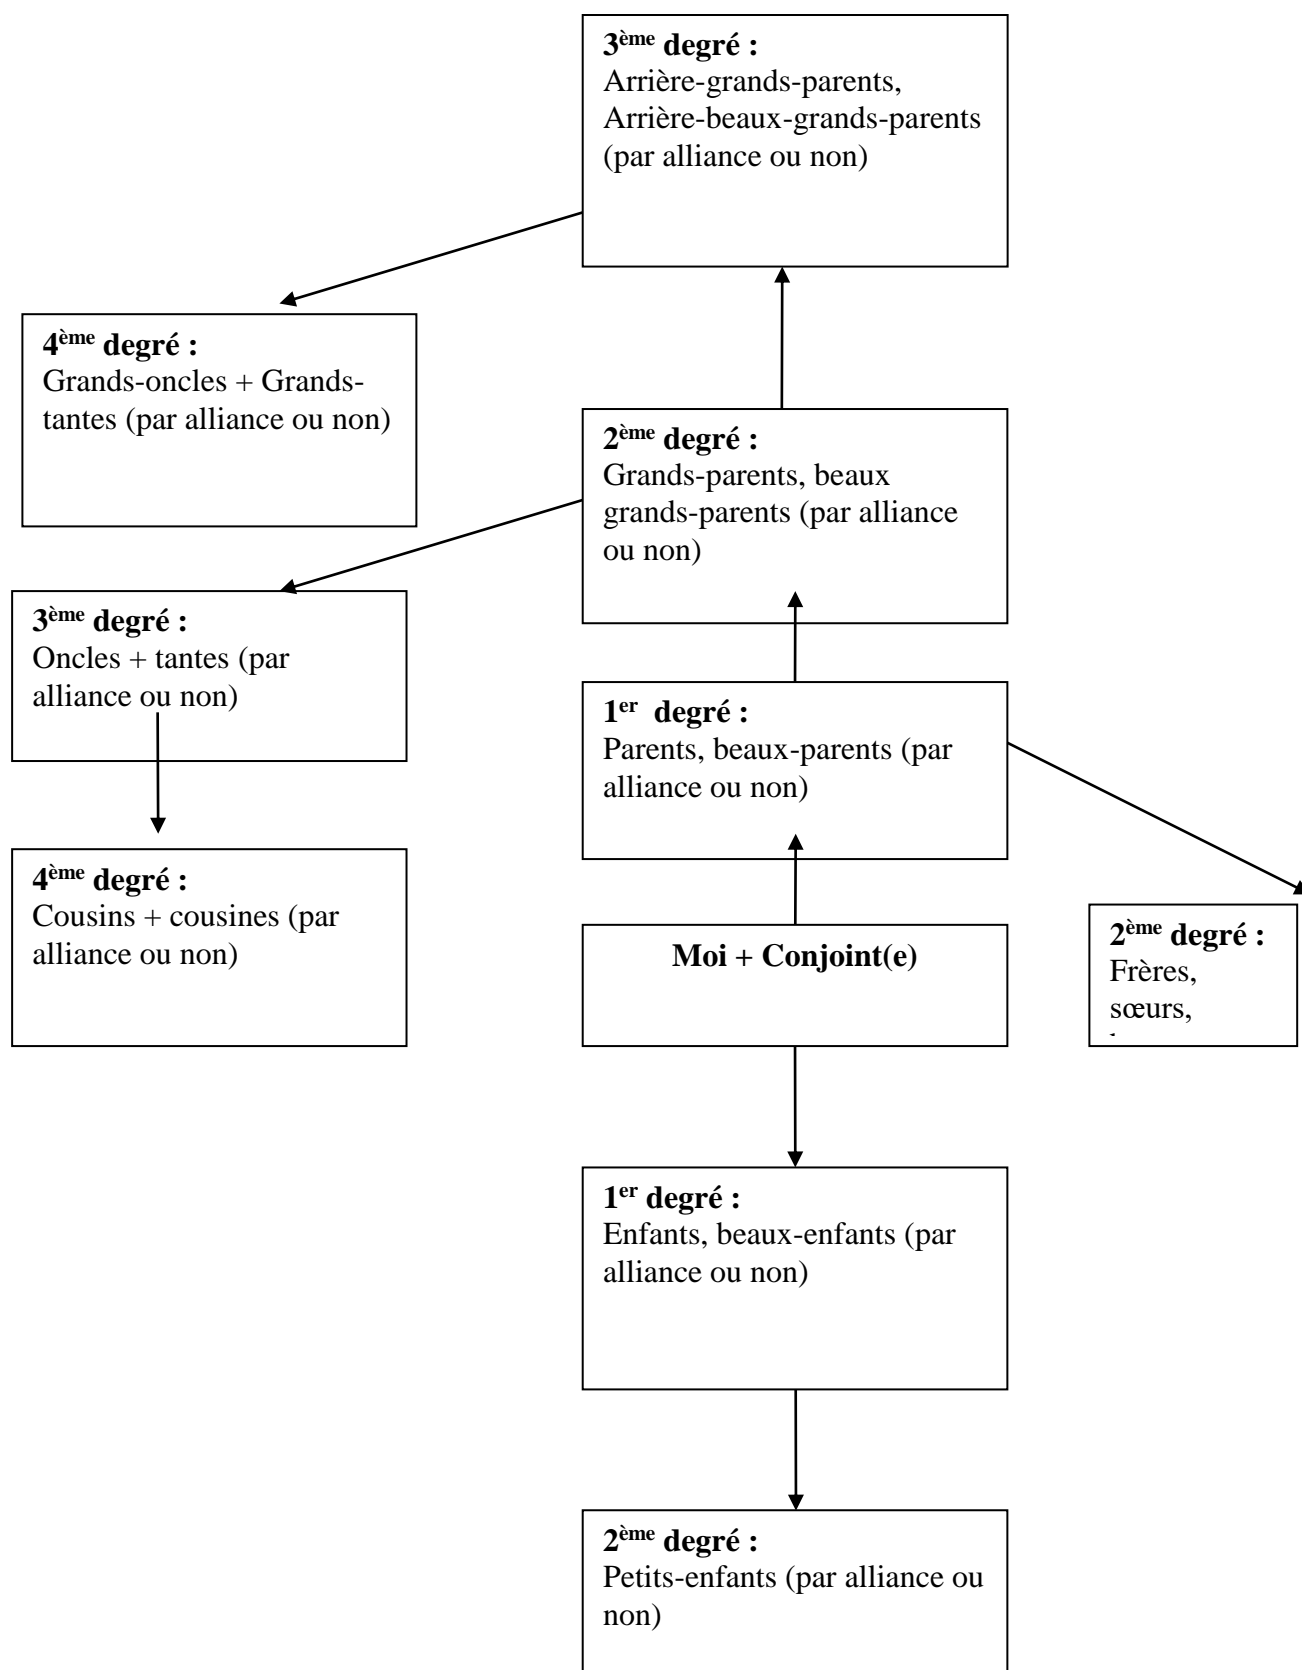 3ème degré :
Arrière-grands-parents,
Arrière-beaux-grands-parents
(par alliance ou non)
4ème degré :
Grands-oncles + Grands-
tantes (par alliance ou non)
2ème degré :
Grands-parents, beaux
grands-parents (par alliance
ou non)
3ème degré :
Oncles + tantes (par
alliance ou non)
1er degré :
Parents, beaux-parents (par
alliance ou non)
4ème degré :
Cousins + cousines (par
alliance ou non)
Moi + Conjoint(e)
2ème degré :
Frères,
sœurs,
1er degré :
Enfants, beaux-enfants (par
alliance ou non)
2ème degré :
Petits-enfants (par alliance ou
non)